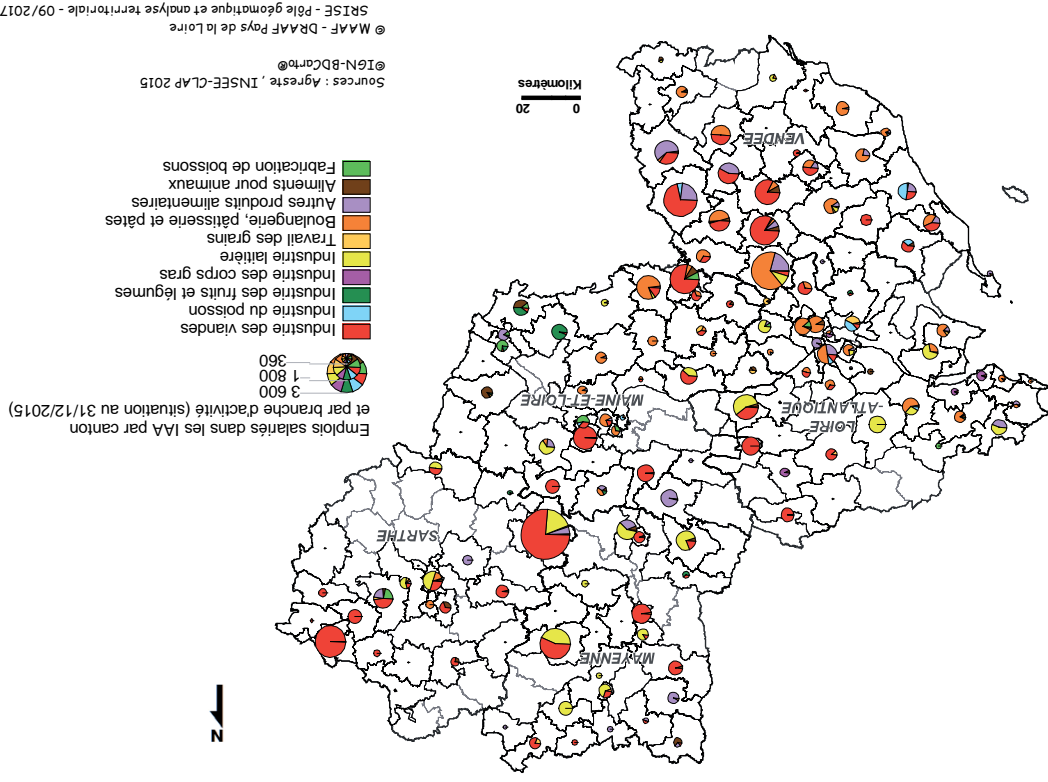 Emplois salariés dans les IAA par canton
et par branche d'activité (situation au 31/12/2015)
3 600
1 800
360
Industrie des viandes
Industrie du poisson
Industrie des fruits et légumes
Industrie des corps gras
Industrie laitière
Travail des grains
Boulangerie, pâtisserie et pâtes
Autres produits alimentaires
Aliments pour animaux
Fabrication de boissons
N
MAYENNE
SARTHE
LOIRE
-ATLANTIQUE
MAINE-ET-LOIRE
VENDÉE
0 20
Kilomètres
Sources : Agreste , INSEE-CLAP 2015
©IGN-BDCarto®
© MAAF - DRAAF Pays de la Loire
SRISE - Pôle géomatique et analyse territoriale - 09/2017